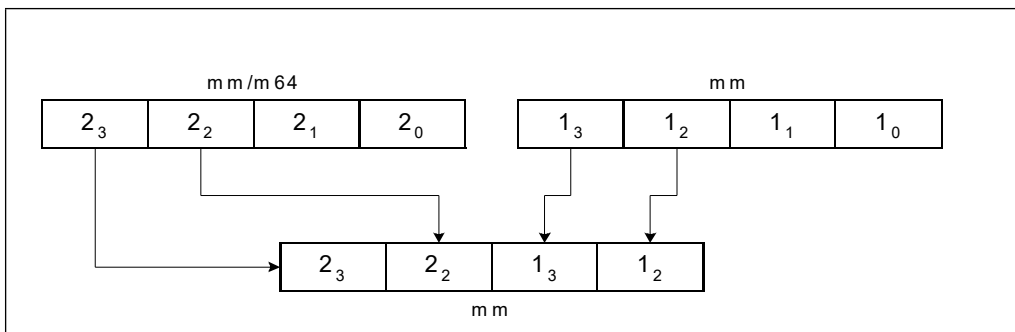 mm/m64 mm
2₃ 2₂ 2₁ 2₀ 1₃ 1₂ 1₁ 1₀
2₃ 2₂ 1₃ 1₂
mm